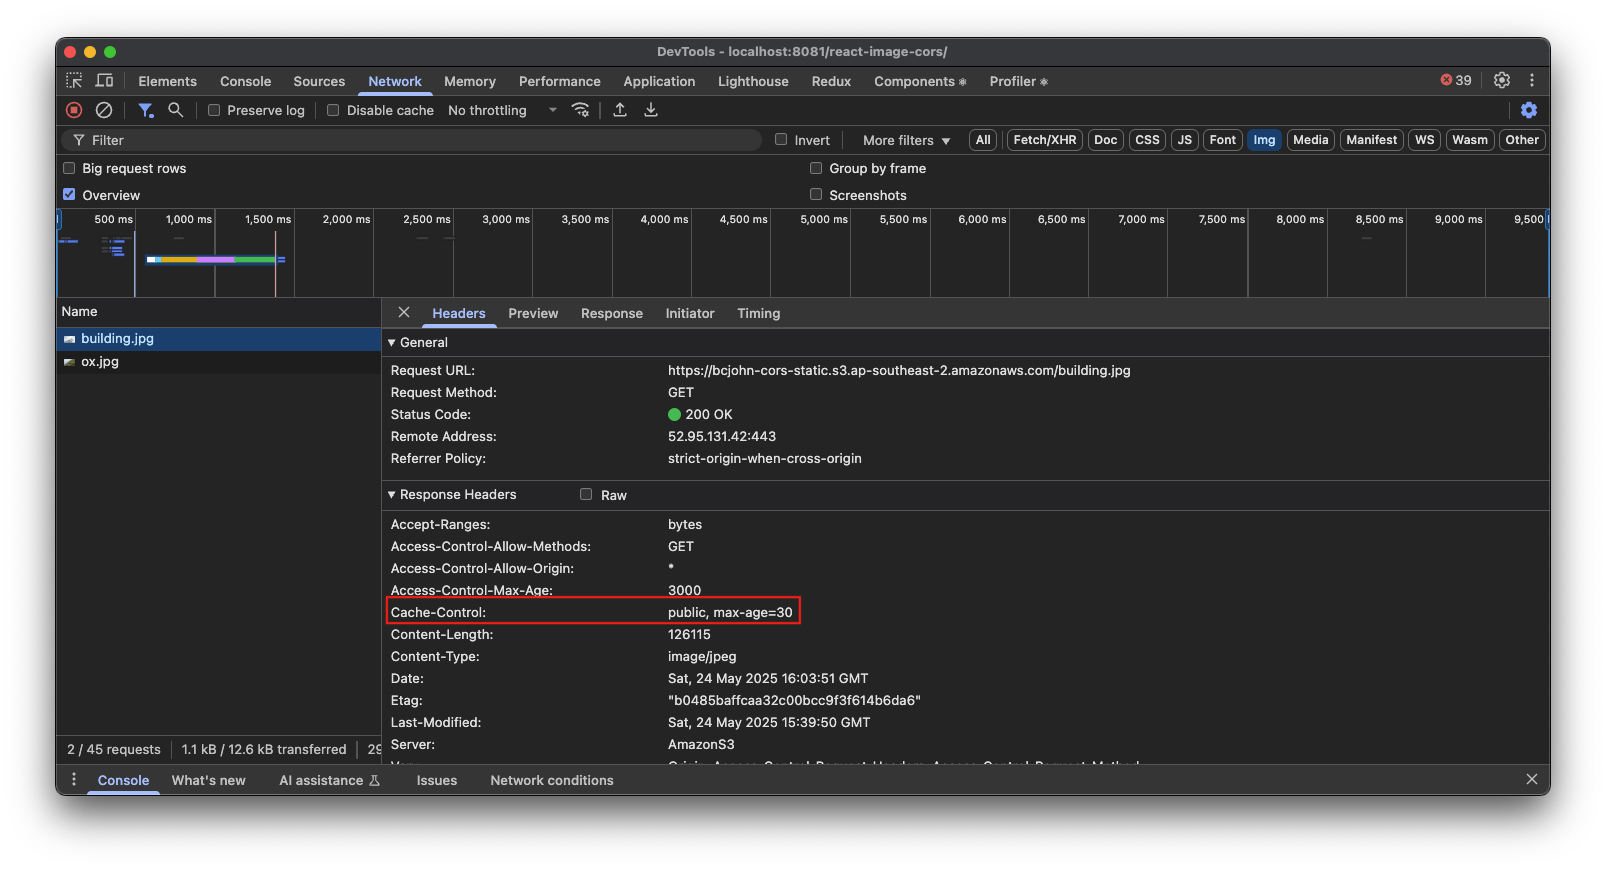 DevTools - localhost:8081/react-image-cors/
Elements Console Sources Network Memory Performance Application Lighthouse Redux Components Profiler 39
Preserve log Disable cache No throttling
Filter Invert More filters All Fetch/XHR Doc CSS JS Font Img Media Manifest WS Wasm Other
Big request rows Group by frame
Overview Screenshots
500 ms 1,000 ms 1,500 ms 2,000 ms 2,500 ms 3,000 ms 3,500 ms 4,000 ms 4,500 ms 5,000 ms 5,500 ms 6,000 ms 6,500 ms 7,000 ms 7,500 ms 8,000 ms 8,500 ms 9,000 ms 9,500
Name
building.jpg
ox.jpg
Headers Preview Response Initiator Timing
General
Request URL: https://bcjohn-cors-static.s3.ap-southeast-2.amazonaws.com/building.jpg
Request Method: GET
Status Code: 200 OK
Remote Address: 52.95.131.42:443
Referrer Policy: strict-origin-when-cross-origin
Response Headers Raw
Accept-Ranges: bytes
Access-Control-Allow-Methods: GET
Access-Control-Allow-Origin: *
Access-Control-Max-Age: 3000
Cache-Control: public, max-age=30
Content-Length: 126115
Content-Type: image/jpeg
Date: Sat, 24 May 2025 16:03:51 GMT
Etag: "b0485baffcaa32c00bcc9f3f614b6da6"
Last-Modified: Sat, 24 May 2025 15:39:50 GMT
Server: AmazonS3
2 / 45 requests 1.1 kB / 12.6 kB transferred 29
Console What's new AI assistance Issues Network conditions